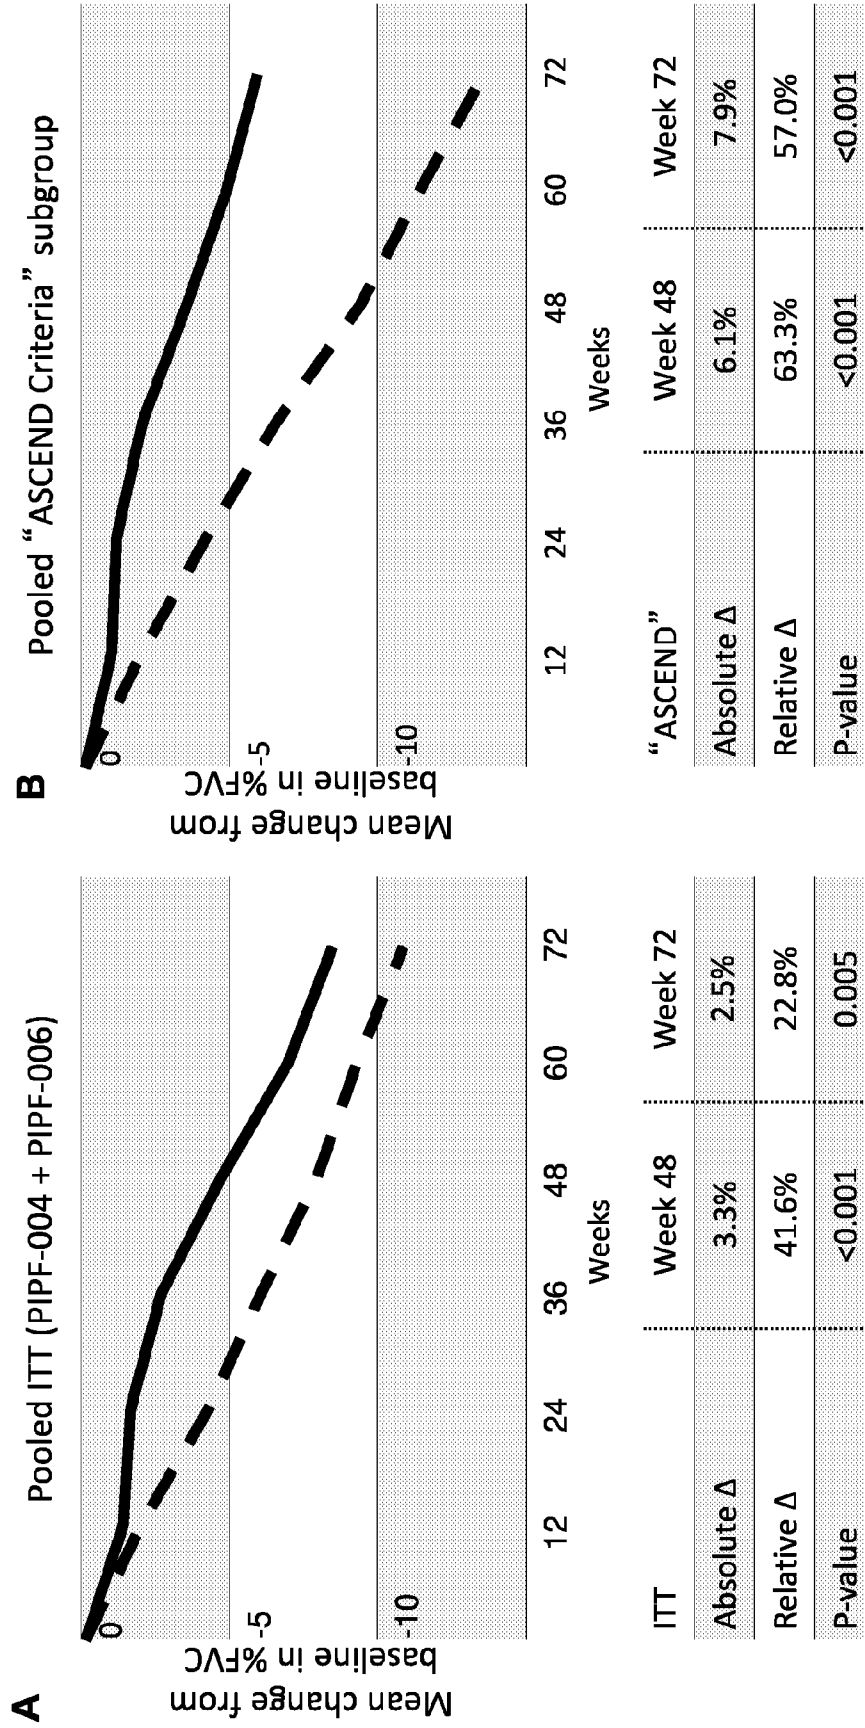 A
Pooled ITT (PIPF-004 + PIPF-006)
Mean change from
baseline in %FVC
0
-5
-10
12 24 36 48 60 72
Weeks
ITT Week 48 Week 72
Absolute Δ 3.3% 2.5%
Relative Δ 41.6% 22.8%
P-value <0.001 0.005
B
Pooled “ASCEND Criteria” subgroup
Mean change from
baseline in %FVC
0
-5
-10
12 24 36 48 60 72
Weeks
“ASCEND” Week 48 Week 72
Absolute Δ 6.1% 7.9%
Relative Δ 63.3% 57.0%
P-value <0.001 <0.001